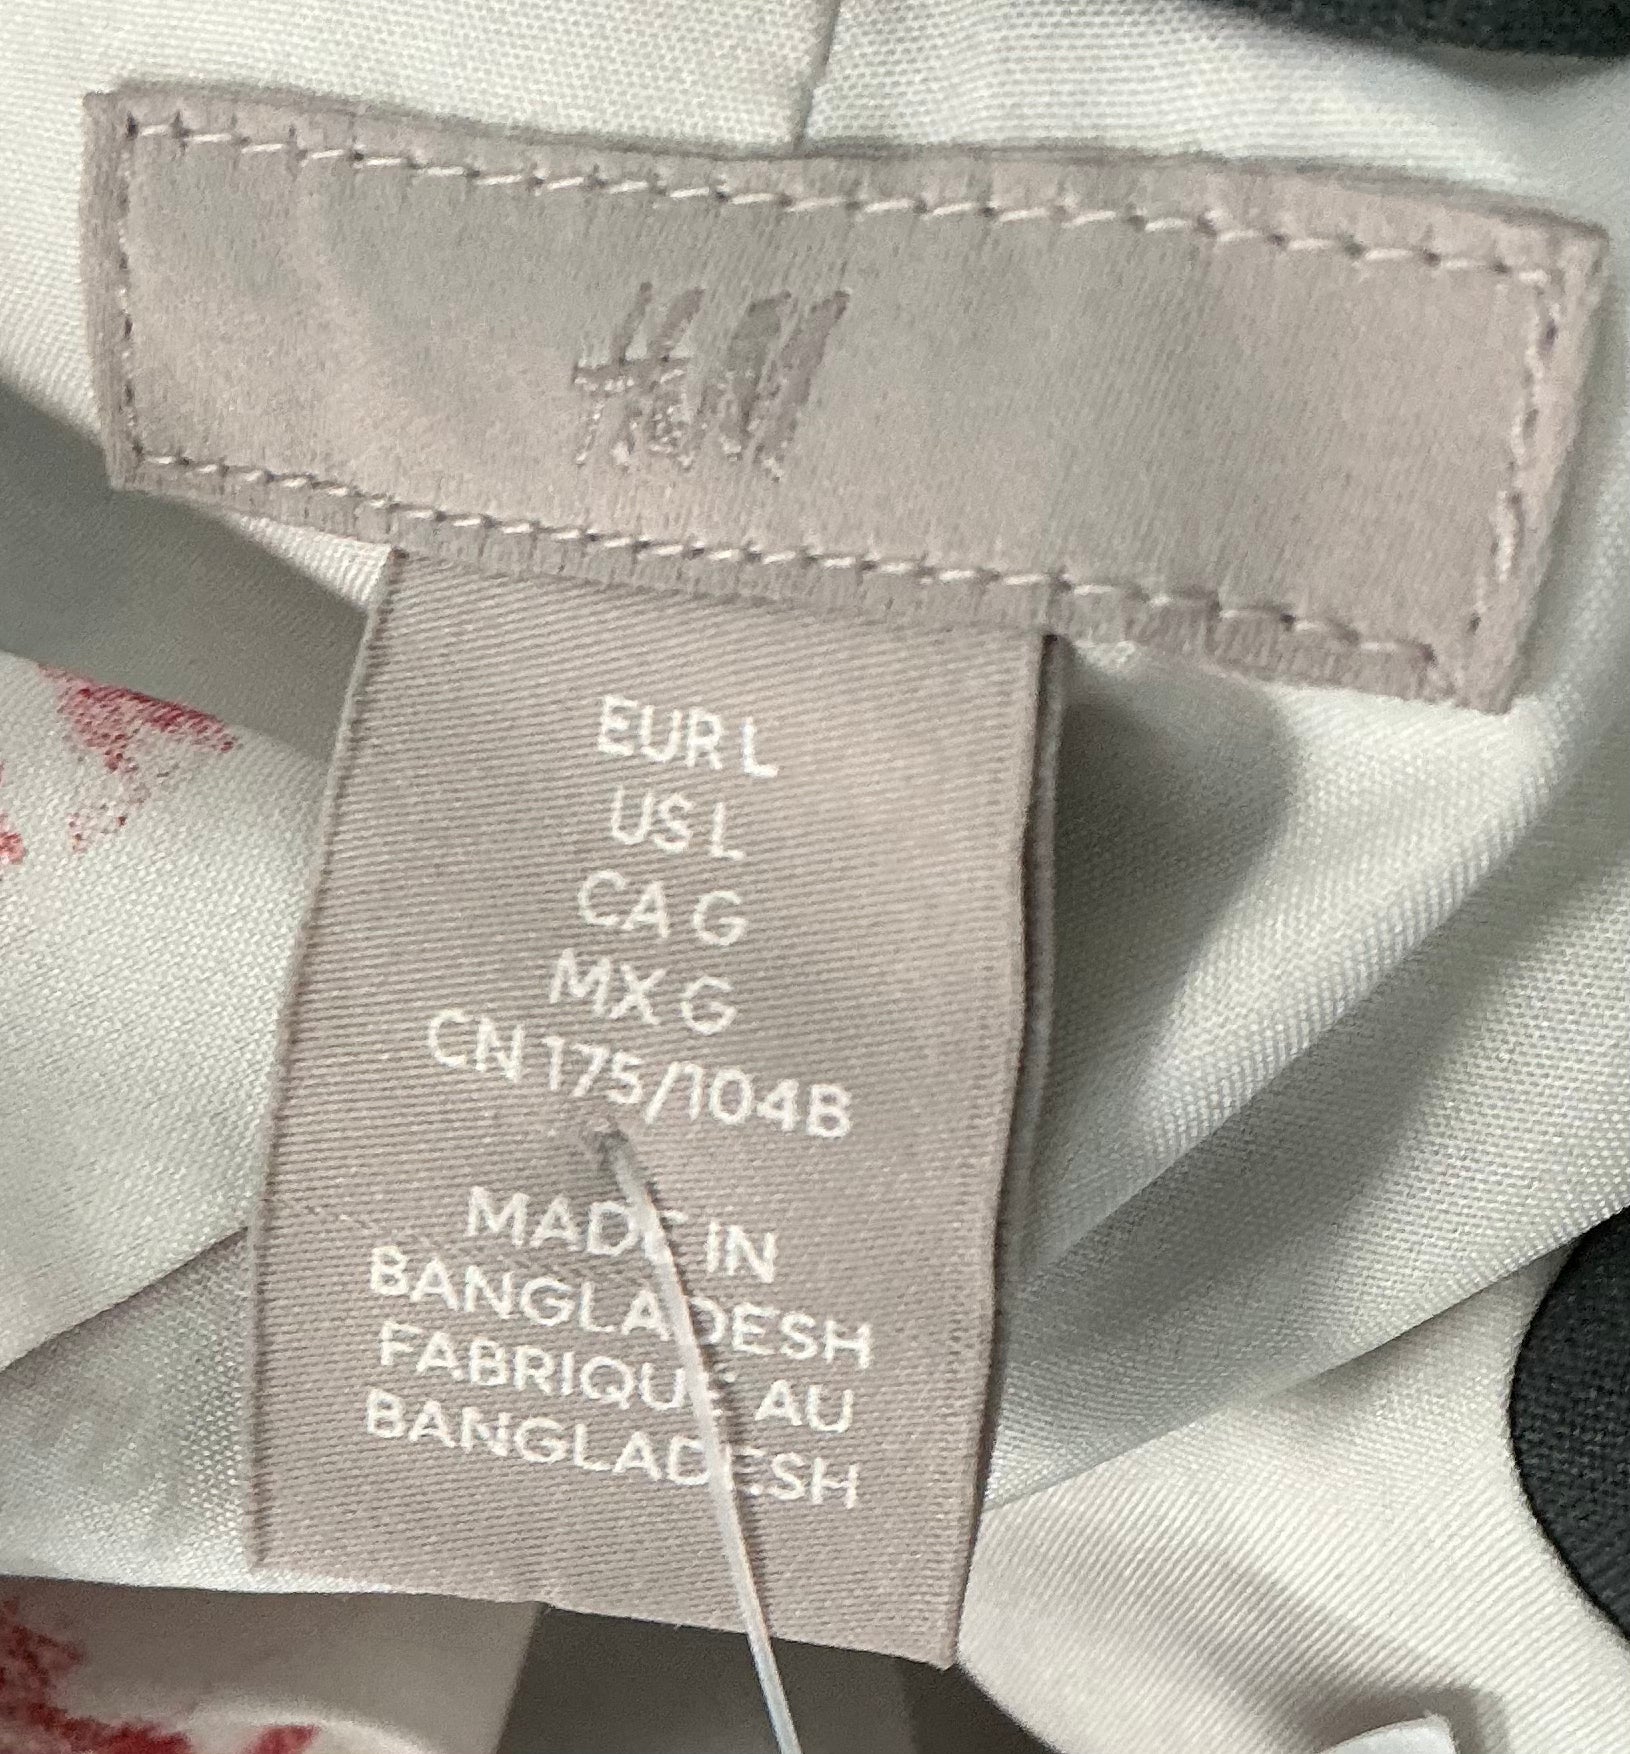 H&M
EUR L
US L
CA G
MX G
CN 175/104B
MADE IN
BANGLADESH
FABRIQUE AU
BANGLADESH